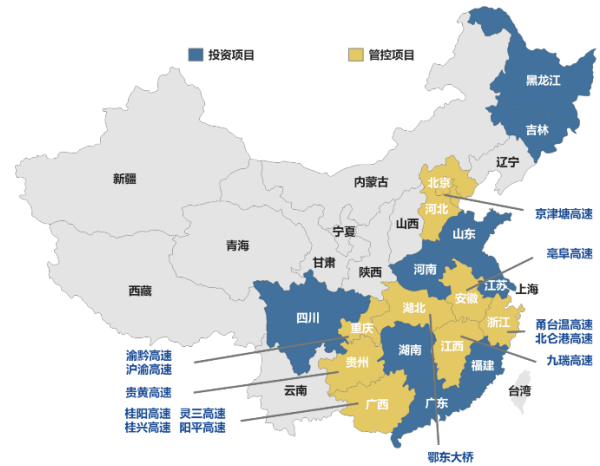 投资项目
管控项目
黑龙江
吉林
辽宁
新疆
内蒙古
北京
河北
京津塘高速
山西
山东
宁夏
青海
甘肃
陕西
河南
亳阜高速
西藏
江苏
上海
安徽
四川
湖北
重庆
浙江
甬台温高速
北仑港高速
渝黔高速
沪渝高速
贵州
湖南
江西
九瑞高速
福建
贵黄高速
云南
台湾
广西
广东
桂阳高速 灵三高速
桂兴高速 阳平高速
鄂东大桥